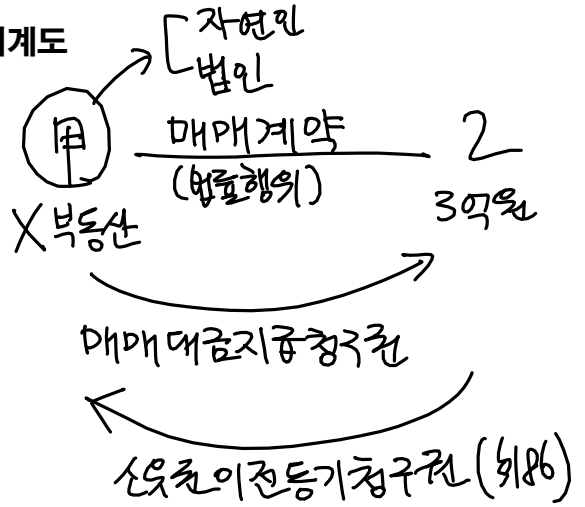 계도
자연인
법인
甲 매매계약 乙
(법률행위)
X부동산 3억원
매매대금지급청구권
소유권이전등기청구권 (§186)